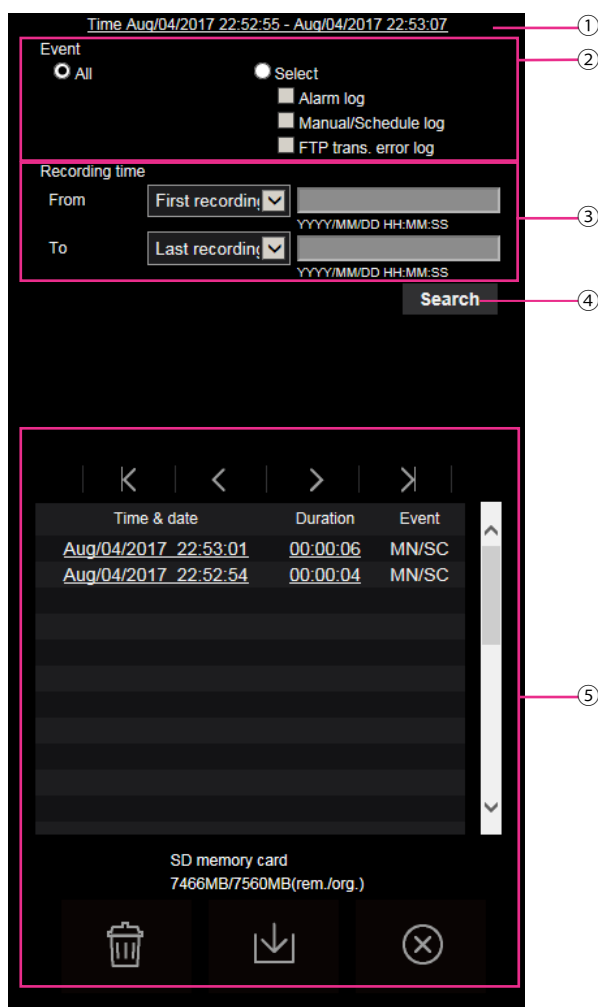 Time Aug/04/2017 22:52:55 - Aug/04/2017 22:53:07 ①
Event ②
All Select
Alarm log
Manual/Schedule log
FTP trans. error log
Recording time
From First recording
YYYY/MM/DD HH:MM:SS ③
To Last recording
YYYY/MM/DD HH:MM:SS
Search ④
Time & date Duration Event
Aug/04/2017 22:53:01 00:00:06 MN/SC
Aug/04/2017 22:52:54 00:00:04 MN/SC
⑤
SD memory card
7466MB/7560MB(rem./org.)